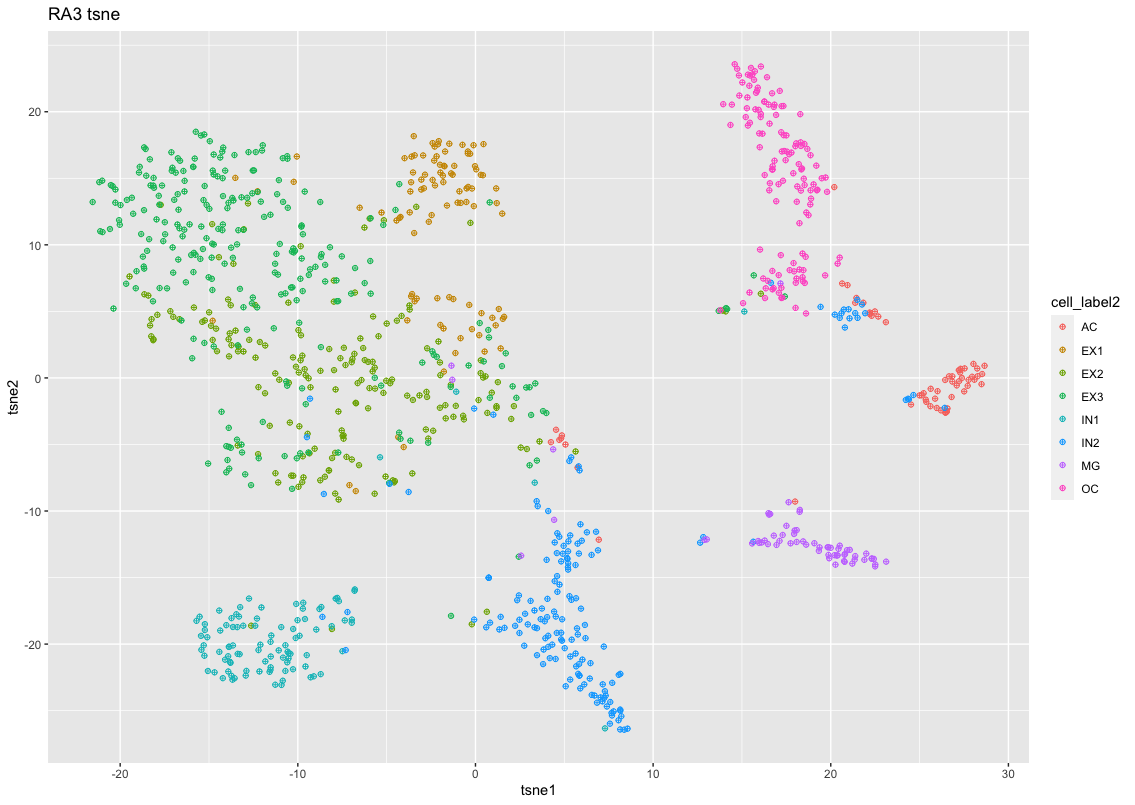 RA3 tsne
20
10
0
-10
-20
tsne2
-20
-10
0
10
20
30
tsne1
cell_label2
AC
EX1
EX2
EX3
IN1
IN2
MG
OC